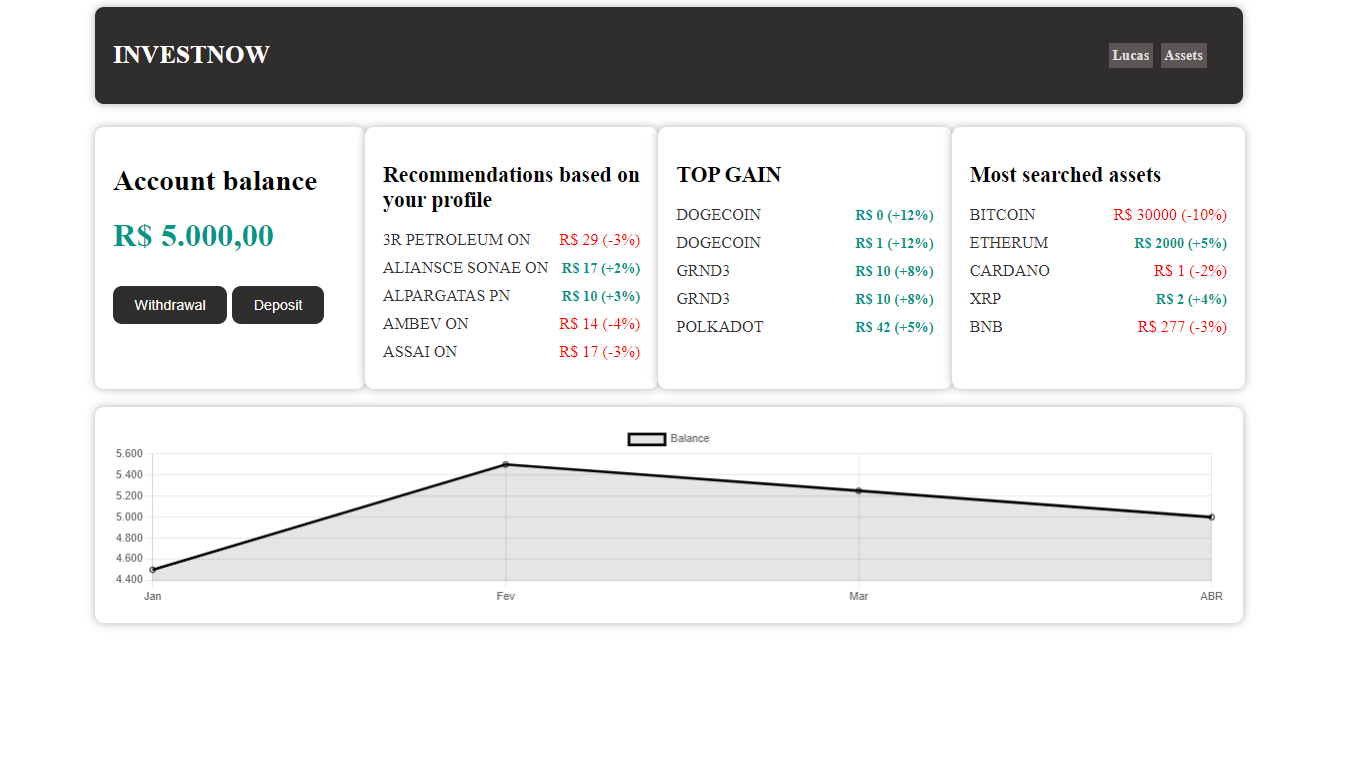 INVESTNOW
Lucas Assets
Account balance
R$ 5.000,00
Withdrawal Deposit
Recommendations based on
your profile
3R PETROLEUM ON R$ 29 (-3%)
ALIANSCE SONAE ON R$ 17 (+2%)
ALPARGATAS PN R$ 10 (+3%)
AMBEV ON R$ 14 (-4%)
ASSAI ON R$ 17 (-3%)
TOP GAIN
DOGECOIN R$ 0 (+12%)
DOGECOIN R$ 1 (+12%)
GRND3 R$ 10 (+8%)
GRND3 R$ 10 (+8%)
POLKADOT R$ 42 (+5%)
Most searched assets
BITCOIN R$ 30000 (-10%)
ETHERUM R$ 2000 (+5%)
CARDANO R$ 1 (-2%)
XRP R$ 2 (+4%)
BNB R$ 277 (-3%)
Balance
5.600
5.400
5.200
5.000
4.800
4.600
4.400
Jan Fev Mar ABR